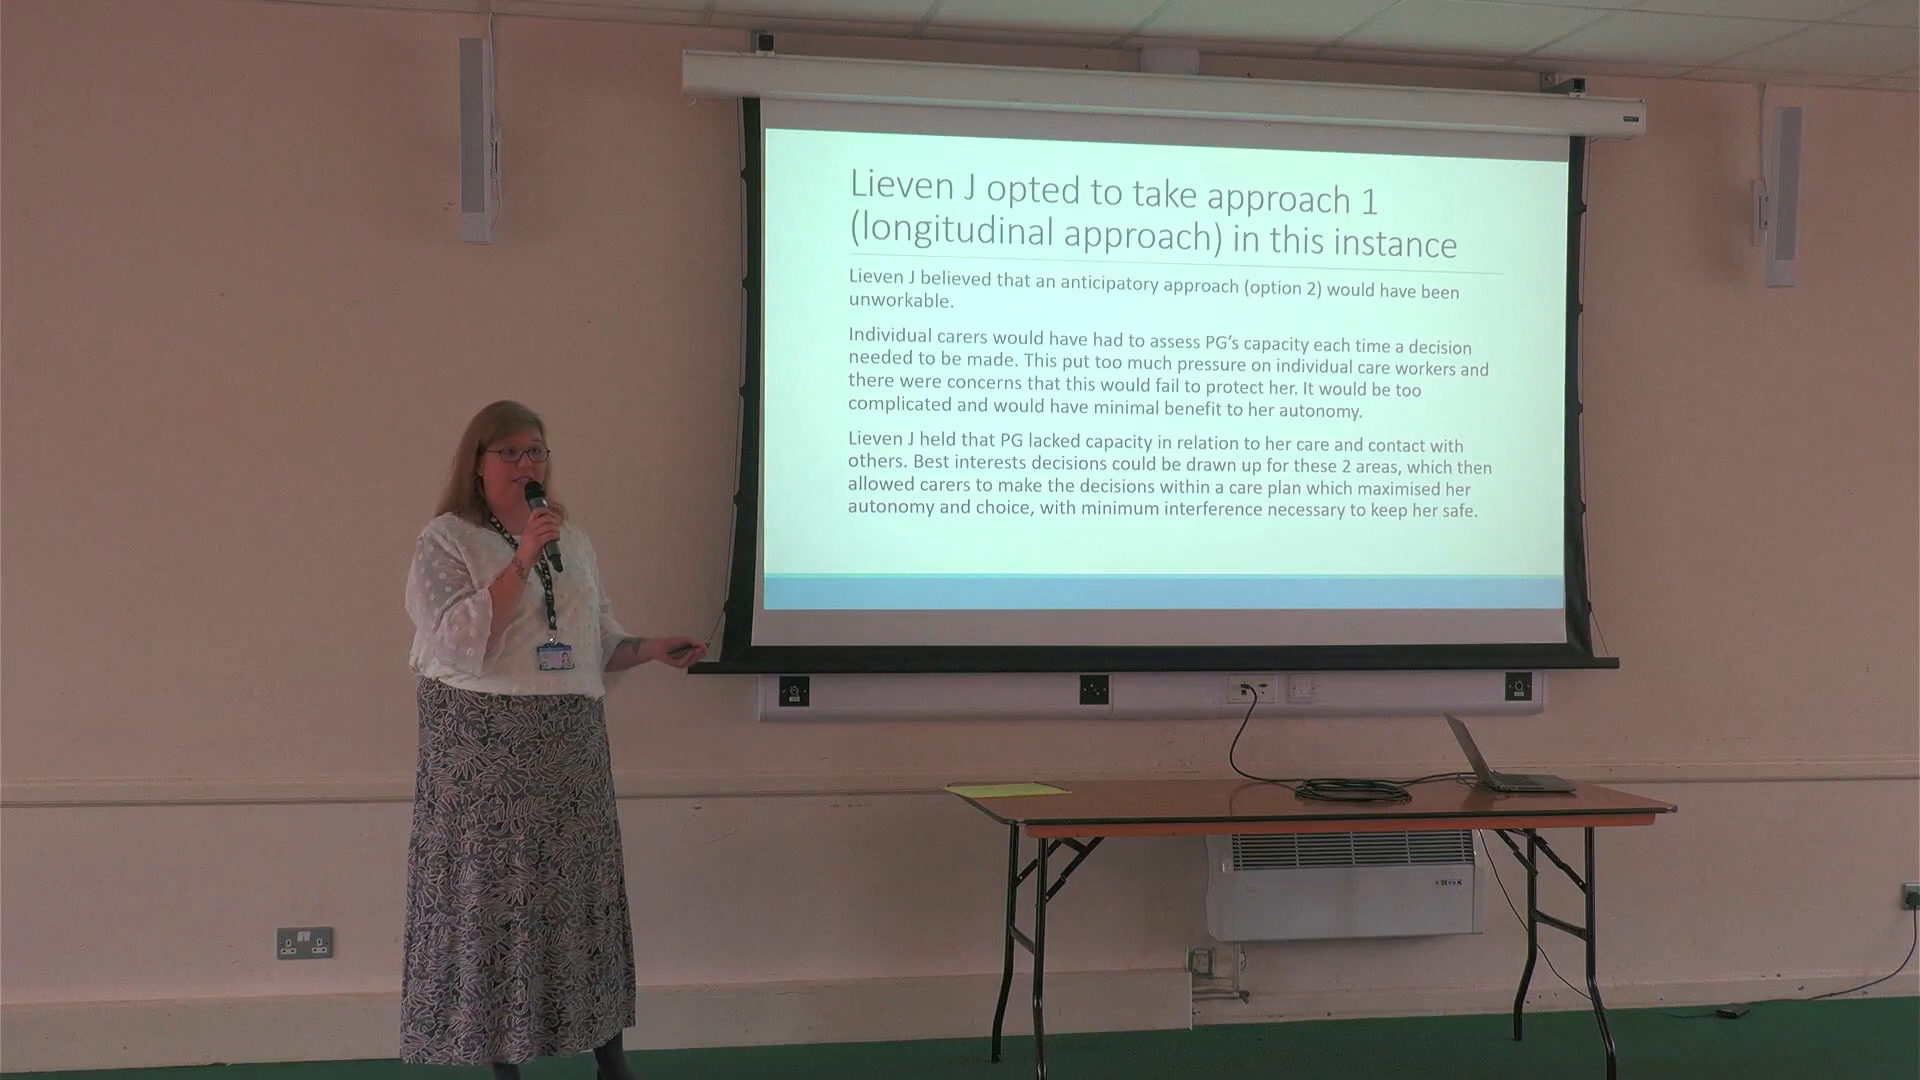 Lieven J opted to take approach 1
(longitudinal approach) in this instance
Lieven J believed that an anticipatory approach (option 2) would have been
unworkable.
Individual carers would have had to assess PG's capacity each time a decision
needed to be made. This put too much pressure on individual care workers and
there were concerns that this would fail to protect her. It would be too
complicated and would have minimal benefit to her autonomy.
Lieven J held that PG lacked capacity in relation to her care and contact with
others. Best interests decisions could be drawn up for these 2 areas, which then
allowed carers to make the decisions within a care plan which maximised her
autonomy and choice, with minimum interference necessary to keep her safe.